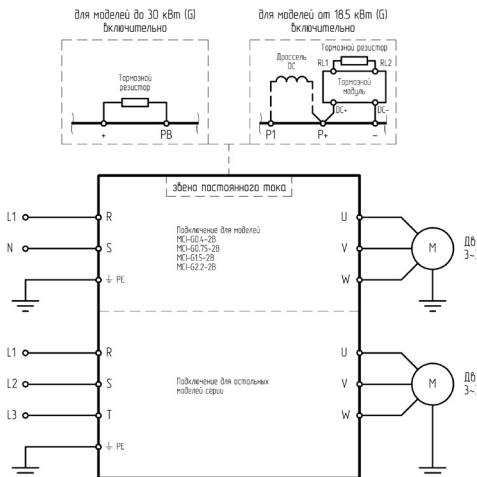 для моделей до 30 кВт (G)
включительно
для моделей от 18.5 кВт (G)
включительно
Тормозной
резистор
+
PB
Дроссель
DC
Тормозной резистор
RL1
RL2
Тормозной
модуль
DC+
DC-
P1
P+
-
звено постоянного тока
L1
R
N
S
PE
Подключение для моделей
MCI-G0.4-2B
MCI-G0.75-2B
MCI-G1.5-2B
MCI-G2.2-2B
U
V
W
M
Дв
3~
L1
R
L2
S
L3
T
PE
Подключение для остальных
моделей серии
U
V
W
M
Дв
3~